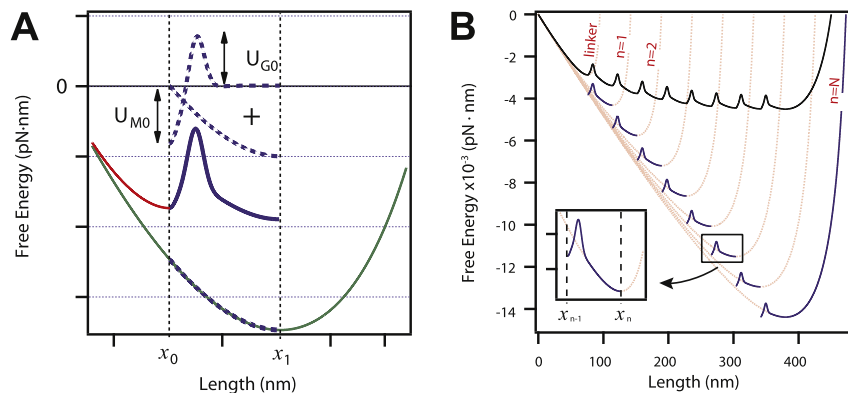 A
U_G0
0
U_M0
+
Free Energy (pN·nm)
x_0
x_1
Length (nm)
B
linker
n=1
n=2
n=N
0
-2
-4
-6
-8
-10
-12
-14
Free Energy x10^-3 (pN · nm)
x_n-1
x_n
0
100
200
300
400
Length (nm)